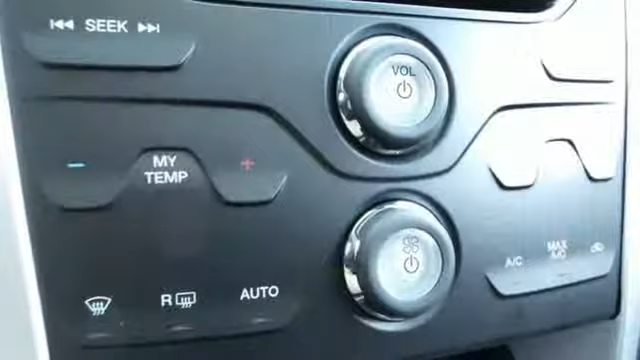 SEEK
VOL
MY
TEMP
- +
A/C
MAX
A/C
R
AUTO